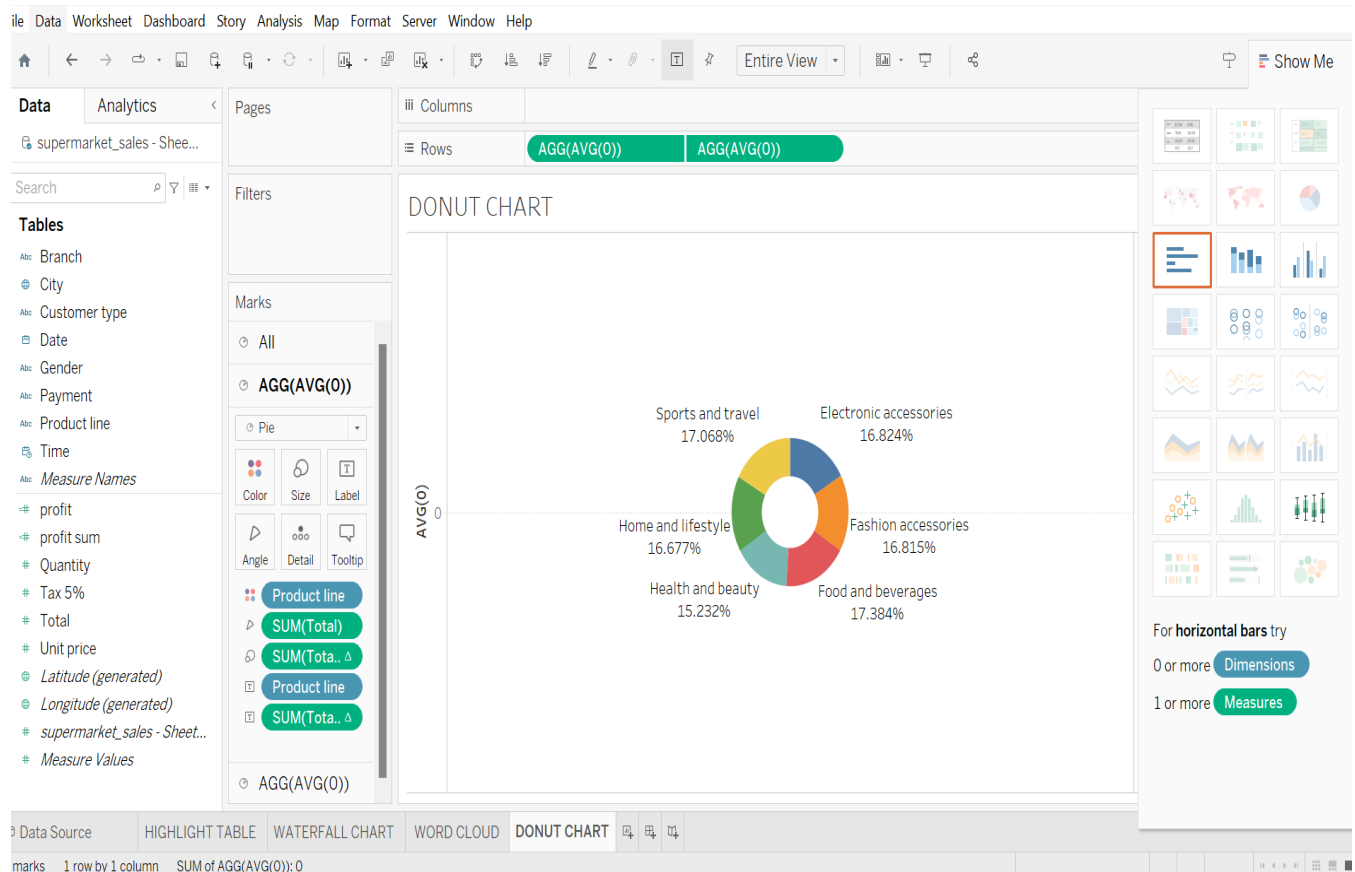 ile Data Worksheet Dashboard Story Analysis Map Format Server Window Help
Entire View
Show Me
Data Analytics
supermarket_sales - Shee...
Search
Tables
Abc Branch
City
Abc Customer type
Date
Abc Gender
Abc Payment
Abc Product line
Time
Abc Measure Names
=# profit
=# profit sum
# Quantity
# Tax 5%
# Total
# Unit price
Latitude (generated)
Longitude (generated)
# supermarket_sales - Sheet...
# Measure Values
Pages
Filters
Marks
All
AGG(AVG(0))
Pie
Color Size Label
Angle Detail Tooltip
Product line
SUM(Total)
SUM(Tota.. Δ
Product line
SUM(Tota.. Δ
AGG(AVG(0))
iii Columns
Rows AGG(AVG(0)) AGG(AVG(0))
DONUT CHART
AVG(0)
0
Sports and travel
17.068%
Electronic accessories
16.824%
Home and lifestyle
16.677%
Fashion accessories
16.815%
Health and beauty
15.232%
Food and beverages
17.384%
For horizontal bars try
0 or more Dimensions
1 or more Measures
Data Source HIGHLIGHT TABLE WATERFALL CHART WORD CLOUD DONUT CHART
marks 1 row by 1 column SUM of AGG(AVG(0)): 0